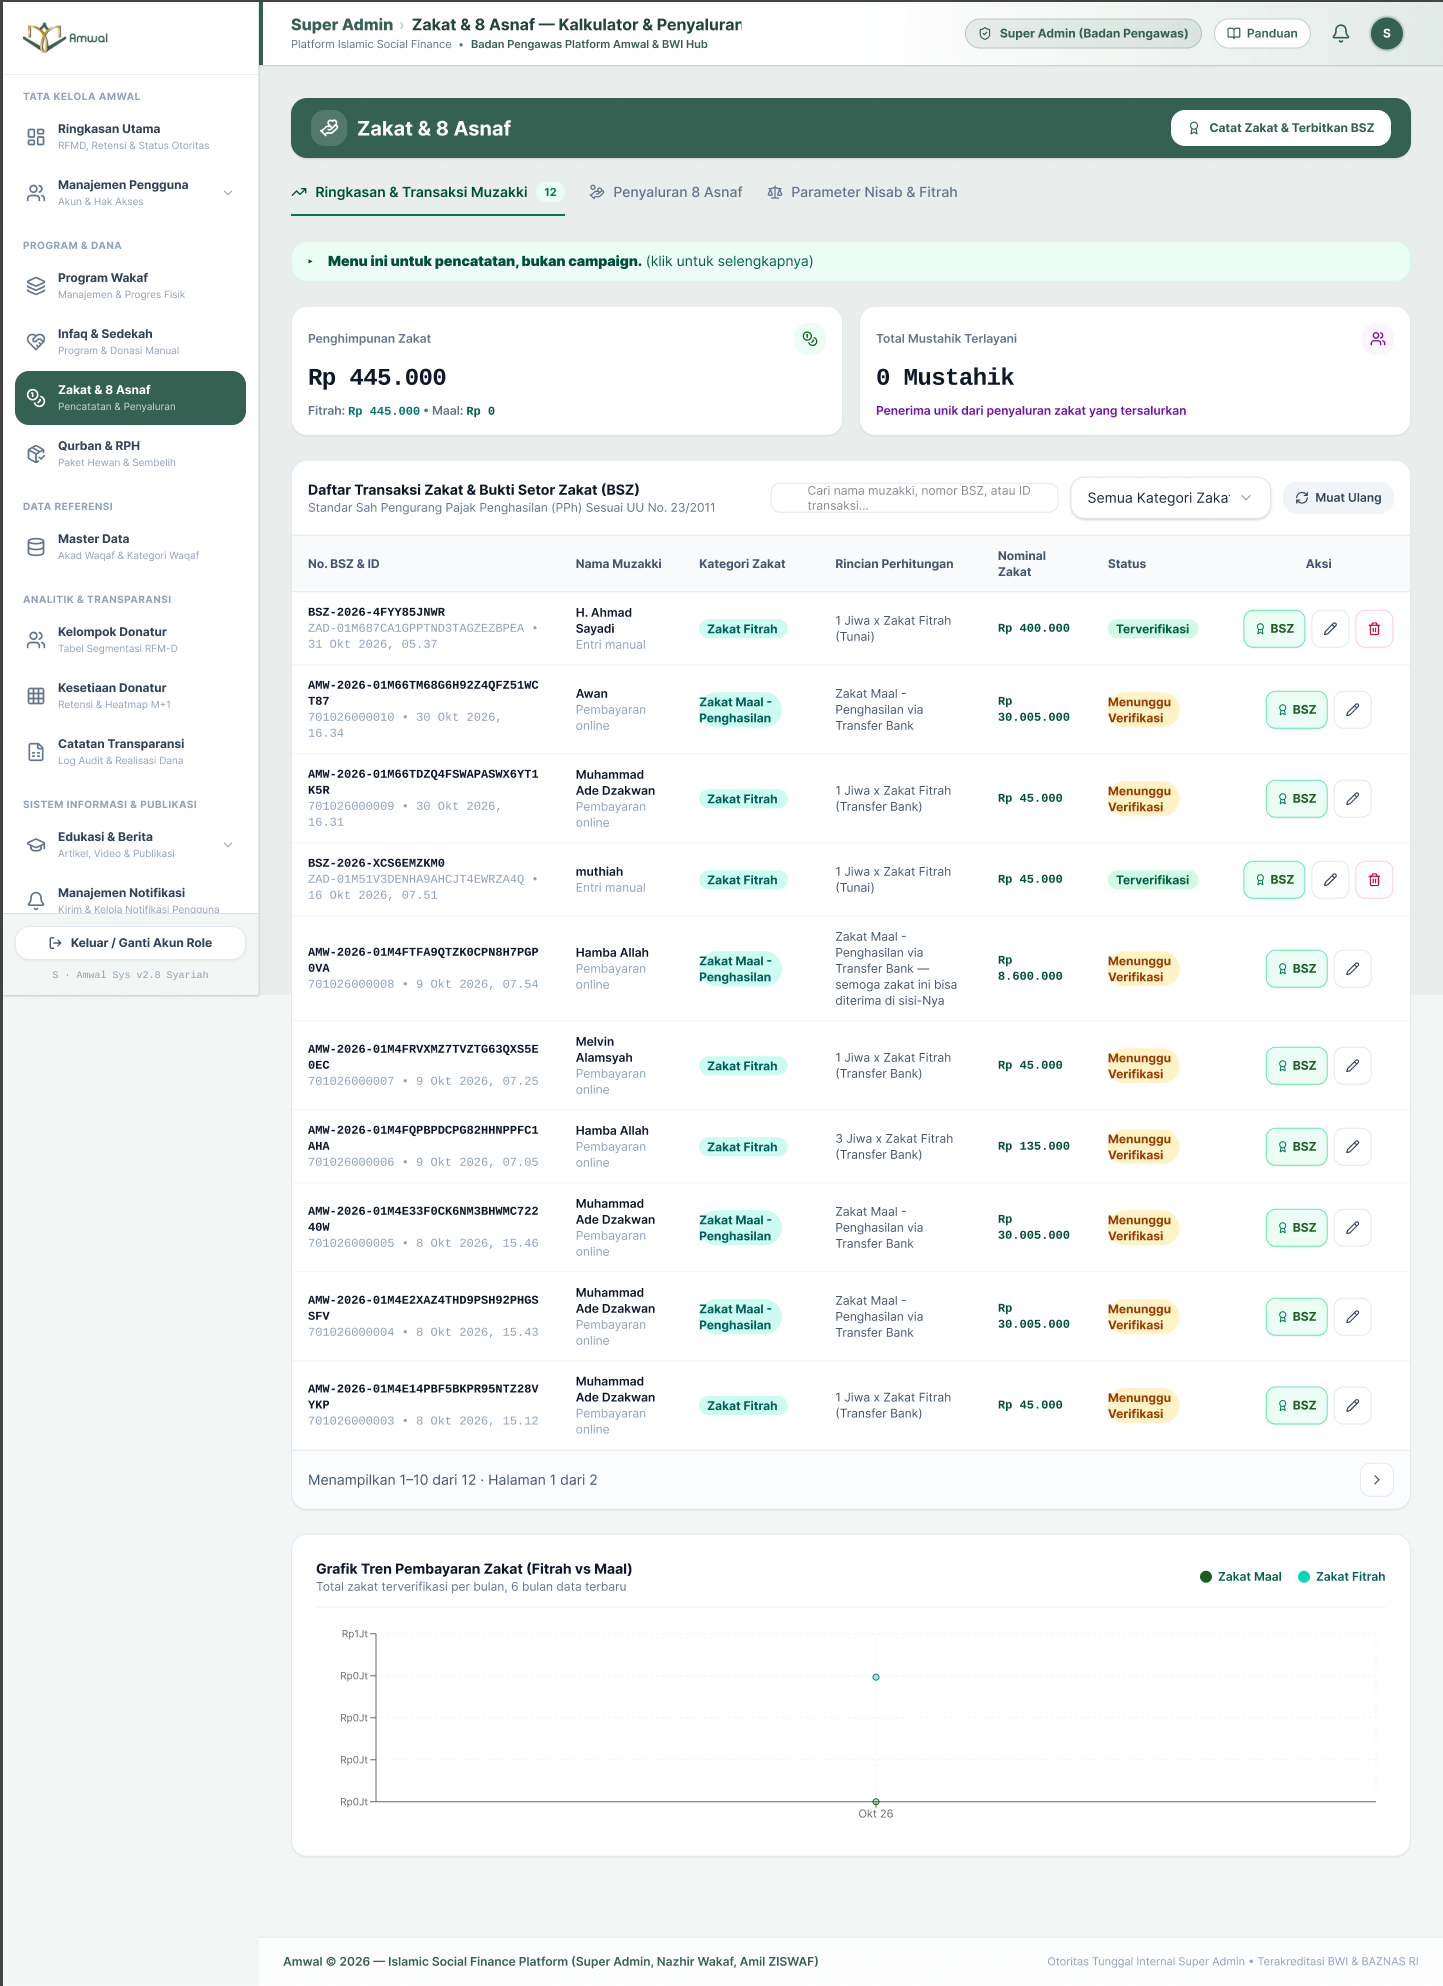 Amwal
TATA KELOLA AMWAL
Ringkasan Utama
RFMD, Retensi & Status Otoritas
Manajemen Pengguna
Akun & Hak Akses
PROGRAM & DANA
Program Wakaf
Manajemen & Progres Fisik
Infaq & Sedekah
Program & Donasi Manual
Zakat & 8 Asnaf
Pencatatan & Penyaluran
Qurban & RPH
Paket Hewan & Sembelih
DATA REFERENSI
Master Data
Akad Waqaf & Kategori Waqaf
ANALITIK & TRANSPARANSI
Kelompok Donatur
Tabel Segmentasi RFM-D
Kesetiaan Donatur
Retensi & Heatmap M+1
Catatan Transparansi
Log Audit & Realisasi Dana
SISTEM INFORMASI & PUBLIKASI
Edukasi & Berita
Artikel, Video & Publikasi
Manajemen Notifikasi
Kirim & Kelola Notifikasi Pengguna
Keluar / Ganti Akun Role
S · Amwal Sys v2.8 Syariah
Super Admin › Zakat & 8 Asnaf — Kalkulator & Penyaluran
Platform Islamic Social Finance • Badan Pengawas Platform Amwal & BWI Hub
Super Admin (Badan Pengawas)
Panduan
S
Zakat & 8 Asnaf
Catat Zakat & Terbitkan BSZ
Ringkasan & Transaksi Muzakki 12
Penyaluran 8 Asnaf
Parameter Nisab & Fitrah
Menu ini untuk pencatatan, bukan campaign. (klik untuk selengkapnya)
Penghimpunan Zakat
Rp 445.000
Fitrah: Rp 445.000 • Maal: Rp 0
Total Mustahik Terlayani
0 Mustahik
Penerima unik dari penyaluran zakat yang tersalurkan
Daftar Transaksi Zakat & Bukti Setor Zakat (BSZ)
Standar Sah Pengurang Pajak Penghasilan (PPh) Sesuai UU No. 23/2011
Cari nama muzakki, nomor BSZ, atau ID
transaksi...
Semua Kategori Zaka
Muat Ulang
No. BSZ & ID
Nama Muzakki
Kategori Zakat
Rincian Perhitungan
Nominal
Zakat
Status
Aksi
BSZ-2026-4FYY85JNWR
ZAD-01M687CA1GPPTND3TAGZEZBPEA •
31 Okt 2026, 05.37
H. Ahmad
Sayadi
Entri manual
Zakat Fitrah
1 Jiwa x Zakat Fitrah
(Tunai)
Rp 400.000
Terverifikasi
BSZ
AMW-2026-01M66TM68G6H92Z4QFZ51WC
T87
701026000010 • 30 Okt 2026,
16.34
Awan
Pembayaran
online
Zakat Maal -
Penghasilan
Zakat Maal -
Penghasilan via
Transfer Bank
Rp
30.005.000
Menunggu
Verifikasi
BSZ
AMW-2026-01M66TDZQ4FSWAPASWX6YT1
K5R
701026000009 • 30 Okt 2026,
16.31
Muhammad
Ade Dzakwan
Pembayaran
online
Zakat Fitrah
1 Jiwa x Zakat Fitrah
(Transfer Bank)
Rp 45.000
Menunggu
Verifikasi
BSZ
BSZ-2026-XCS6EMZKM0
ZAD-01M51V3DENHA9AHCJT4EWRZA4Q •
16 Okt 2026, 07.51
muthiah
Entri manual
Zakat Fitrah
1 Jiwa x Zakat Fitrah
(Tunai)
Rp 45.000
Terverifikasi
BSZ
AMW-2026-01M4FTFA9QTZK0CPN8H7PGP
0VA
701026000008 • 9 Okt 2026, 07.54
Hamba Allah
Pembayaran
online
Zakat Maal -
Penghasilan
Zakat Maal -
Penghasilan via
Transfer Bank —
semoga zakat ini bisa
diterima di sisi-Nya
Rp
8.600.000
Menunggu
Verifikasi
BSZ
AMW-2026-01M4FRVXMZ7TVZTG63QXS5E
0EC
701026000007 • 9 Okt 2026, 07.25
Melvin
Alamsyah
Pembayaran
online
Zakat Fitrah
1 Jiwa x Zakat Fitrah
(Transfer Bank)
Rp 45.000
Menunggu
Verifikasi
BSZ
AMW-2026-01M4FQPBPDCPG82HHNPPFC1
AHA
701026000006 • 9 Okt 2026, 07.05
Hamba Allah
Pembayaran
online
Zakat Fitrah
3 Jiwa x Zakat Fitrah
(Transfer Bank)
Rp 135.000
Menunggu
Verifikasi
BSZ
AMW-2026-01M4E33F0CK6NM3BHWMC722
40W
701026000005 • 8 Okt 2026, 15.46
Muhammad
Ade Dzakwan
Pembayaran
online
Zakat Maal -
Penghasilan
Zakat Maal -
Penghasilan via
Transfer Bank
Rp
30.005.000
Menunggu
Verifikasi
BSZ
AMW-2026-01M4E2XAZ4THD9PSH92PHGS
SFV
701026000004 • 8 Okt 2026, 15.43
Muhammad
Ade Dzakwan
Pembayaran
online
Zakat Maal -
Penghasilan
Zakat Maal -
Penghasilan via
Transfer Bank
Rp
30.005.000
Menunggu
Verifikasi
BSZ
AMW-2026-01M4E14PBF5BKPR95NTZ28V
YKP
701026000003 • 8 Okt 2026, 15.12
Muhammad
Ade Dzakwan
Pembayaran
online
Zakat Fitrah
1 Jiwa x Zakat Fitrah
(Transfer Bank)
Rp 45.000
Menunggu
Verifikasi
BSZ
Menampilkan 1–10 dari 12 · Halaman 1 dari 2
Grafik Tren Pembayaran Zakat (Fitrah vs Maal)
Total zakat terverifikasi per bulan, 6 bulan data terbaru
Zakat Maal
Zakat Fitrah
Rp1Jt
Rp0Jt
Rp0Jt
Rp0Jt
Rp0Jt
Okt 26
Amwal © 2026 — Islamic Social Finance Platform (Super Admin, Nazhir Wakaf, Amil ZISWAF)
Otoritas Tunggal Internal Super Admin • Terakreditasi BWI & BAZNAS RI